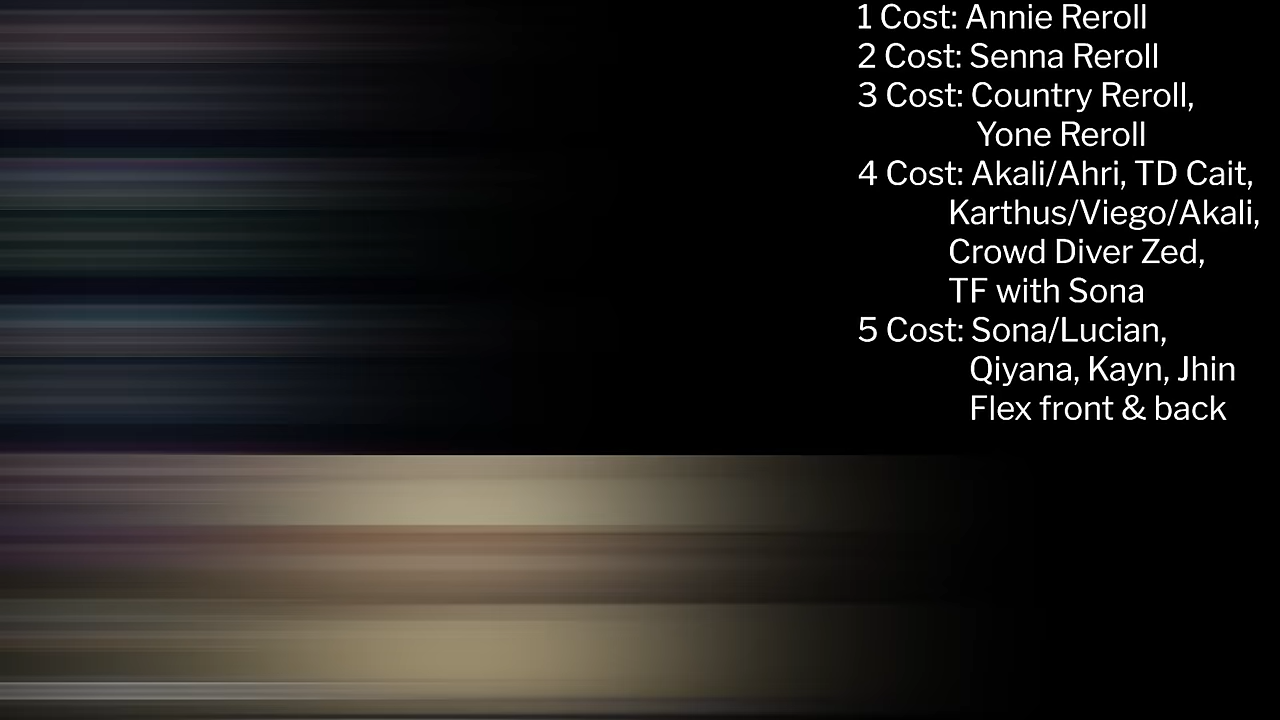 1 Cost: Annie Reroll
2 Cost: Senna Reroll
3 Cost: Country Reroll,
Yone Reroll
4 Cost: Akali/Ahri, TD Cait,
Karthus/Viego/Akali,
Crowd Diver Zed,
TF with Sona
5 Cost: Sona/Lucian,
Qiyana, Kayn, Jhin
Flex front & back